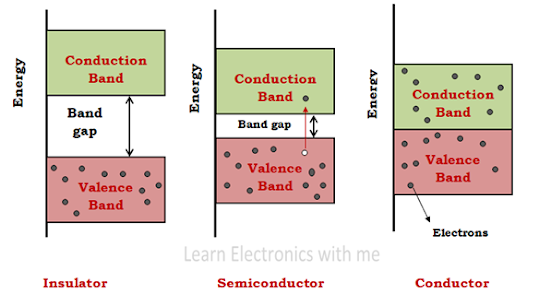 Energy
Conduction
Band
Band
gap
Valence
Band
Insulator
Energy
Conduction
Band
Band gap
Valence
Band
Semiconductor
Energy
Conduction
Band
Valence
Band
Electrons
Conductor
Learn Electronics with me